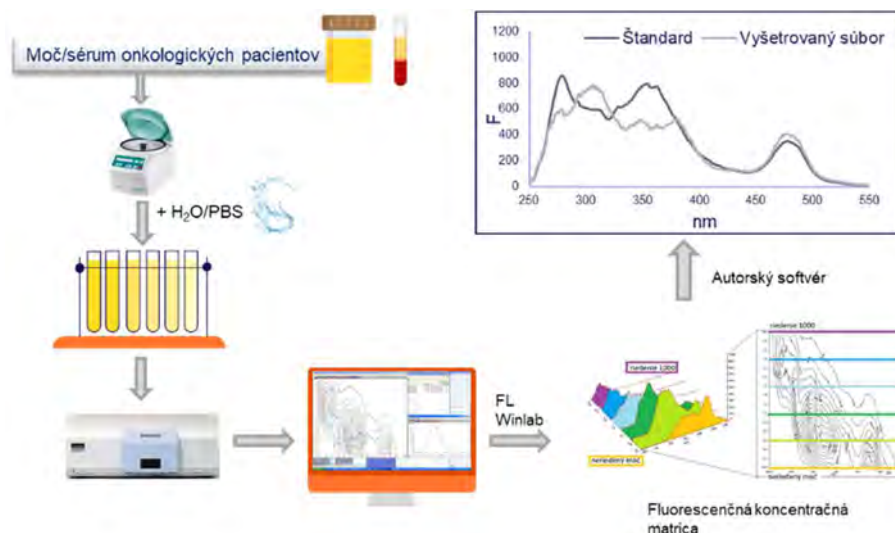 Moč/sérum onkologických pacientov
+ H₂O/PBS
FL
Winlab
riedenie 1000
neriedený moč
riedenie 1000
neriedený moč
Fluorescenčná koncentračná
matrica
Autorský softvér
Štandard
Vyšetrovaný súbor
F
1200
1000
800
600
400
200
0
250 300 350 400 450 500 550
nm